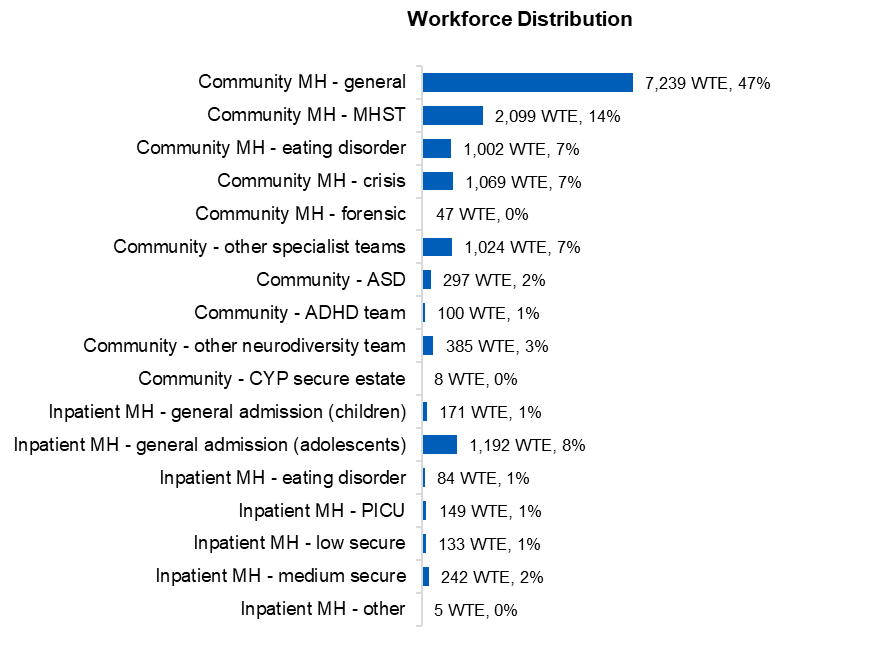 Workforce Distribution
Community MH - general 7,239 WTE, 47%
Community MH - MHST 2,099 WTE, 14%
Community MH - eating disorder 1,002 WTE, 7%
Community MH - crisis 1,069 WTE, 7%
Community MH - forensic 47 WTE, 0%
Community - other specialist teams 1,024 WTE, 7%
Community - ASD 297 WTE, 2%
Community - ADHD team 100 WTE, 1%
Community - other neurodiversity team 385 WTE, 3%
Community - CYP secure estate 8 WTE, 0%
Inpatient MH - general admission (children) 171 WTE, 1%
Inpatient MH - general admission (adolescents) 1,192 WTE, 8%
Inpatient MH - eating disorder 84 WTE, 1%
Inpatient MH - PICU 149 WTE, 1%
Inpatient MH - low secure 133 WTE, 1%
Inpatient MH - medium secure 242 WTE, 2%
Inpatient MH - other 5 WTE, 0%